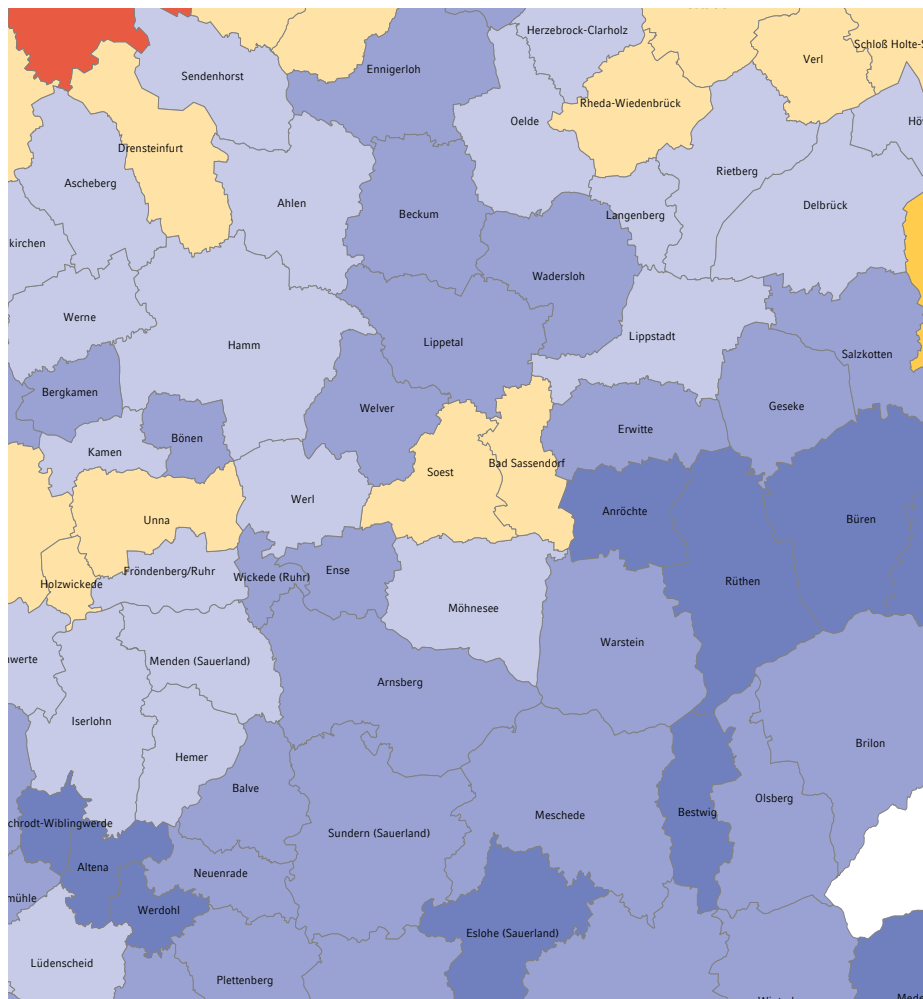 Herzebrock-Clarholz
Schloß Holte-S
Verl
Ennigerloh
Sendenhorst
Rheda-Wiedenbrück
Oelde
Hö
Drensteinfurt
Rietberg
Ascheberg
Ahlen
Delbrück
Beckum
Langenberg
kirchen
Wadersloh
Werne
Lippstadt
Hamm
Lippetal
Salzkotten
Bergkamen
Welver
Geseke
Erwitte
Bönen
Kamen
Soest
Bad Sassendorf
Werl
Anröchte
Unna
Büren
Fröndenberg/Ruhr
Ense
Wickede (Ruhr)
Holzwickede
Rüthen
Möhnesee
Warstein
werte
Menden (Sauerland)
Arnsberg
Iserlohn
Brilon
Hemer
Balve
Olsberg
Bestwig
Meschede
chrodt-Wiblingwerde
Sundern (Sauerland)
Altena
Neuenrade
mühle
Werdohl
Eslohe (Sauerland)
Lüdenscheid
Plettenberg